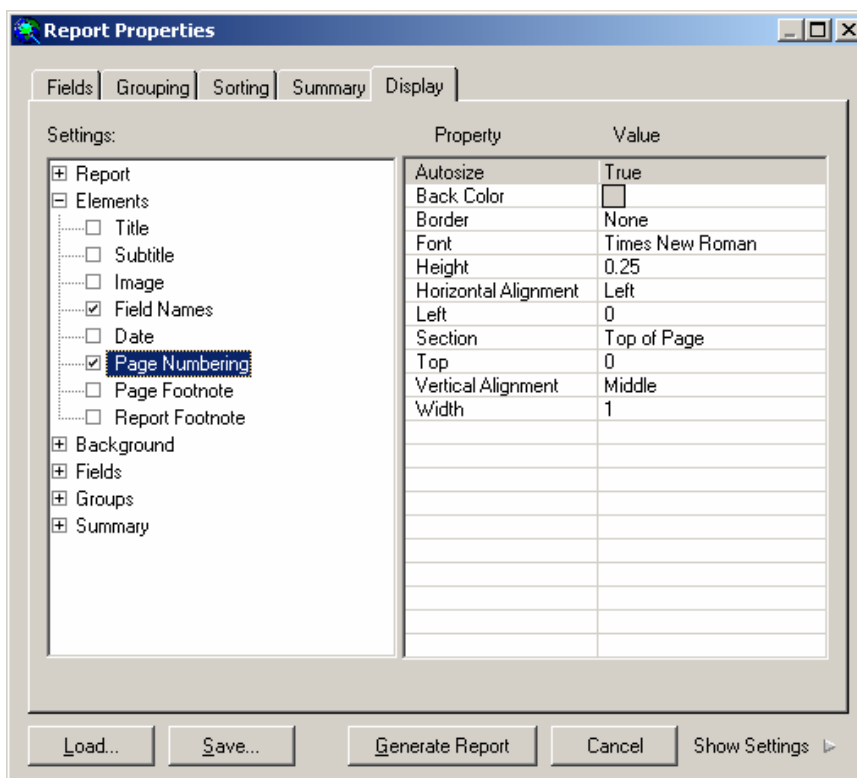 Report Properties
Fields Grouping Sorting Summary Display
Settings: Property Value
Report
Elements
Title
Subtitle
Image
Field Names
Date
Page Numbering
Page Footnote
Report Footnote
Background
Fields
Groups
Summary
Autosize True
Back Color
Border None
Font Times New Roman
Height 0.25
Horizontal Alignment Left
Left 0
Section Top of Page
Top 0
Vertical Alignment Middle
Width 1
Load... Save... Generate Report Cancel Show Settings